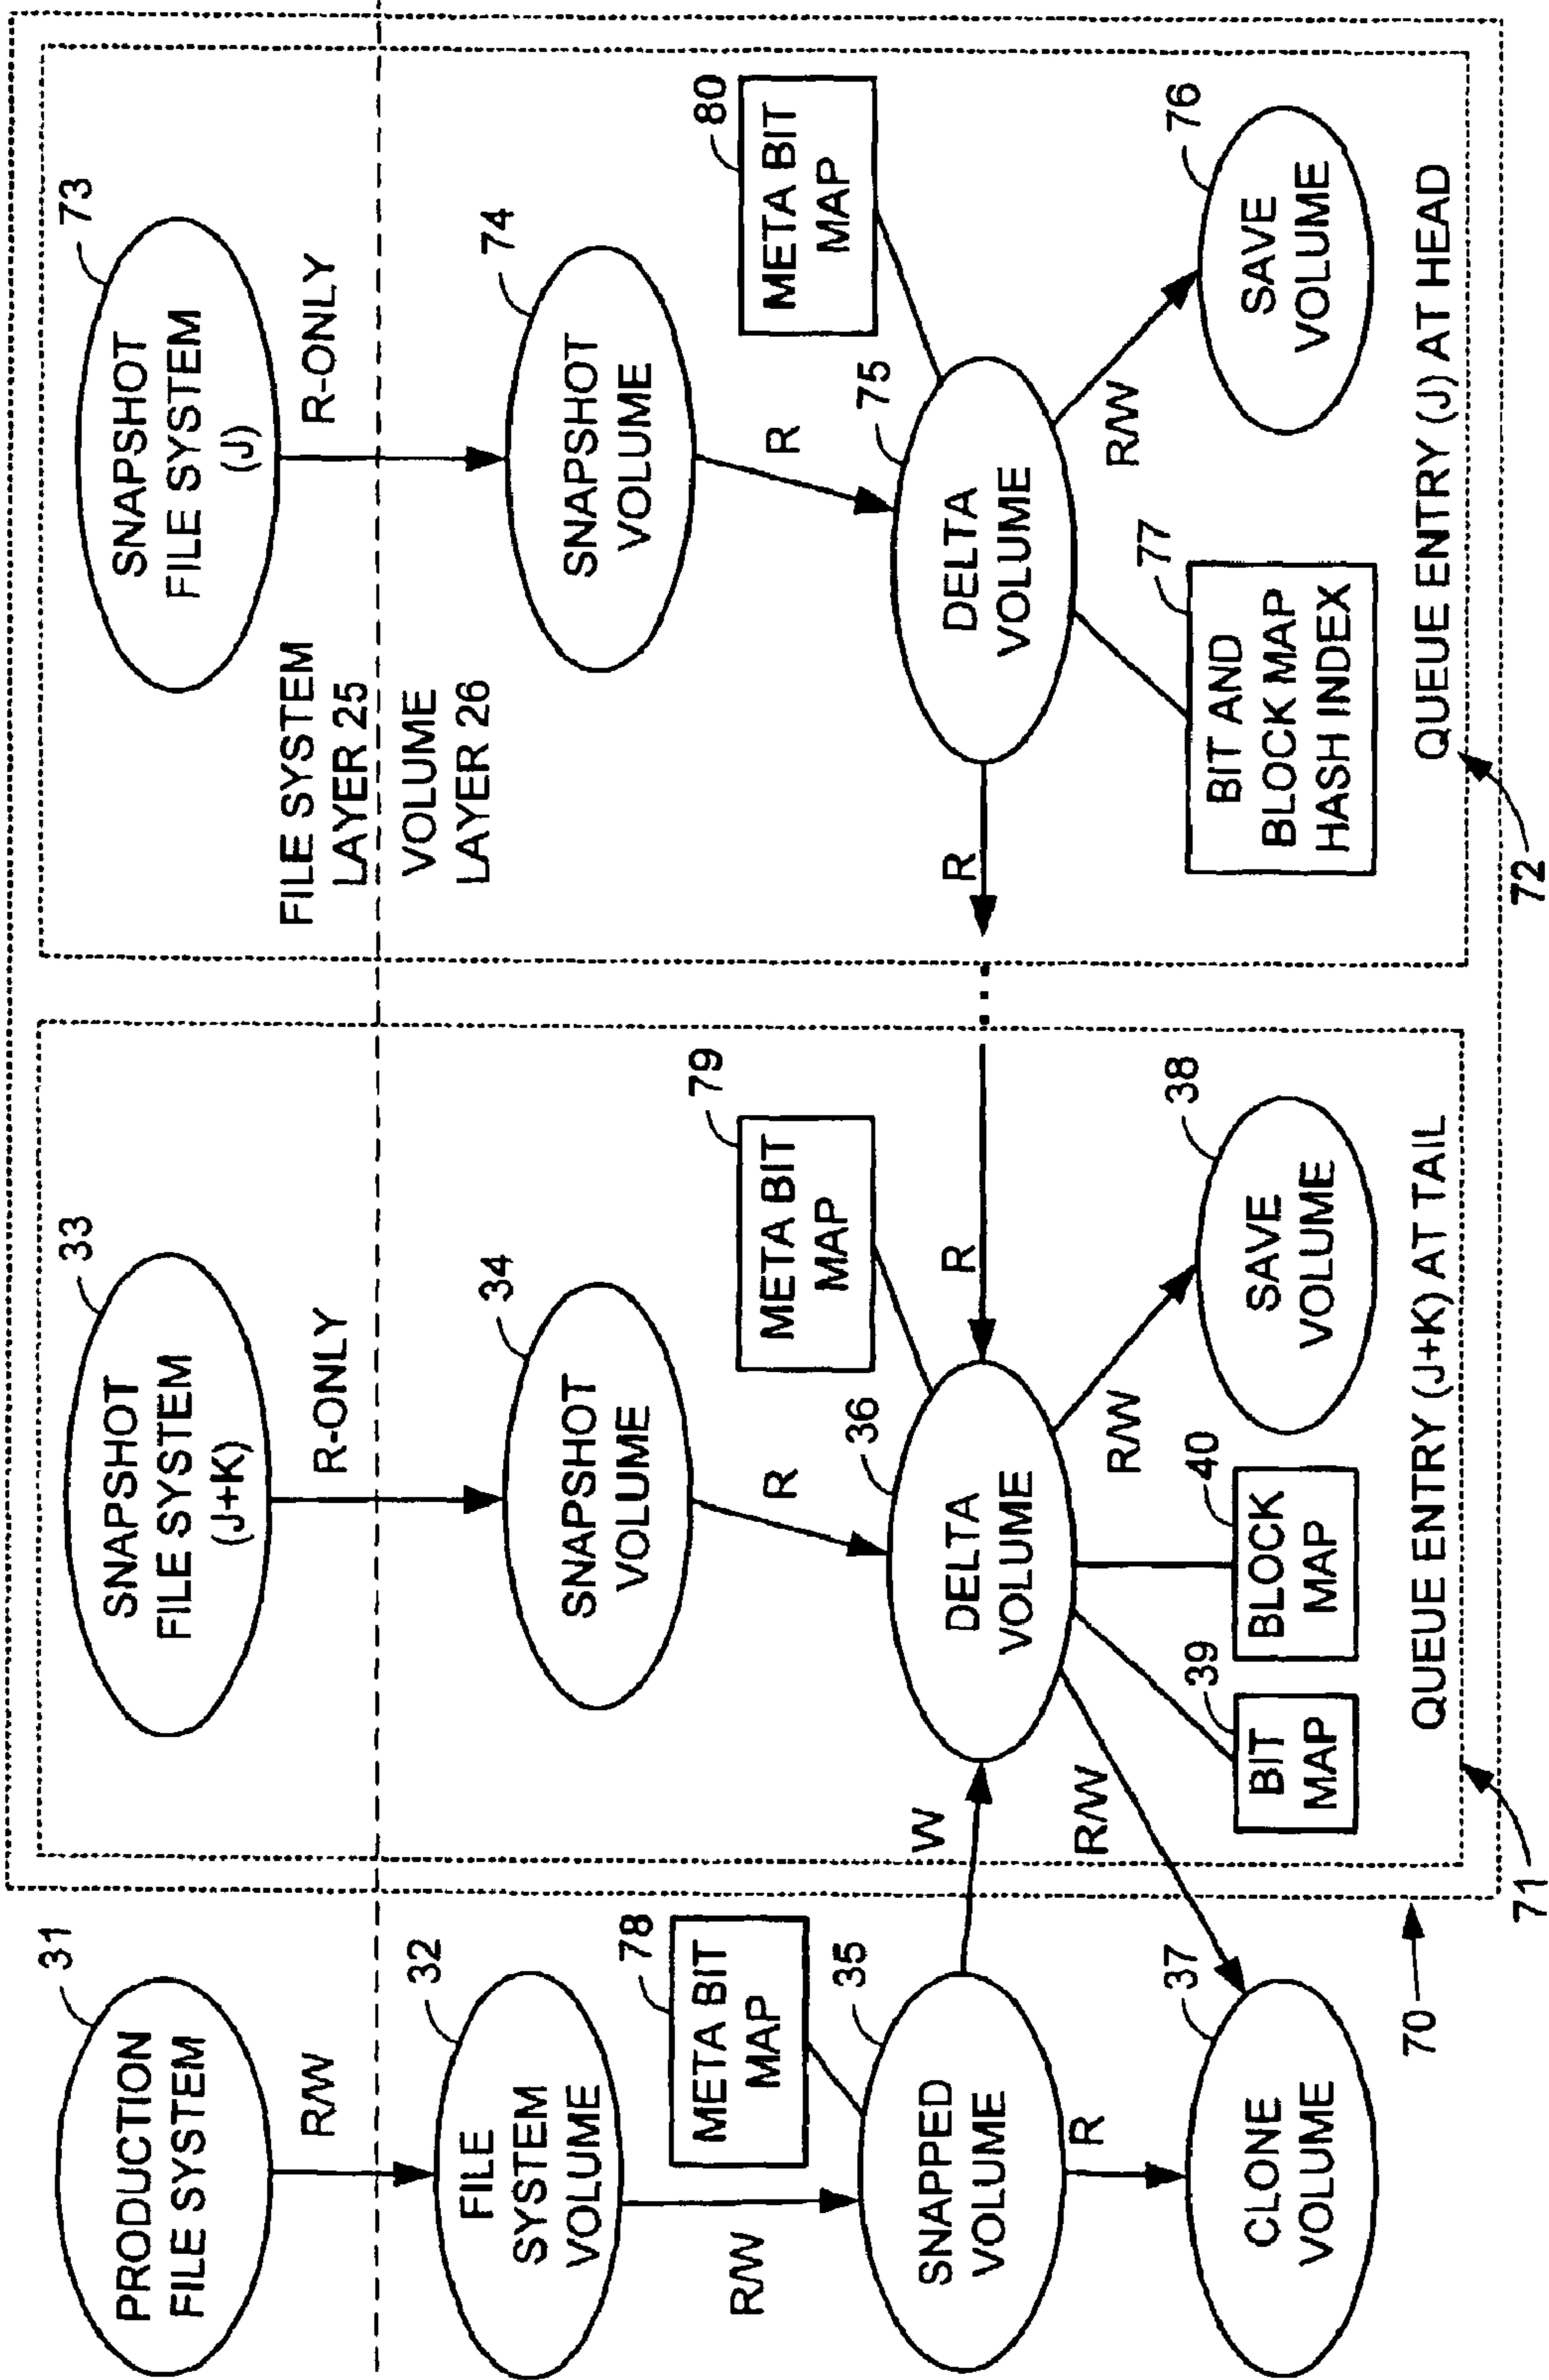 31
PRODUCTION
FILE SYSTEM
R/W
32
FILE
SYSTEM
VOLUME
R/W
78
META BIT
MAP
35
SNAPPED
VOLUME
W
R
R/W
37
CLONE
VOLUME
70
33
SNAPSHOT
FILE SYSTEM
(J+K)
R-ONLY
34
SNAPSHOT
VOLUME
R
79
META BIT
MAP
36
DELTA
VOLUME
R
R/W
39
BIT
MAP
40
BLOCK
MAP
38
SAVE
VOLUME
QUEUE ENTRY (J+K) AT TAIL
71
73
SNAPSHOT
FILE SYSTEM
(J)
R-ONLY
FILE SYSTEM
LAYER 25
VOLUME
LAYER 26
74
SNAPSHOT
VOLUME
R
80
META BIT
MAP
75
DELTA
VOLUME
R
R/W
77
BIT AND
BLOCK MAP
HASH INDEX
76
SAVE
VOLUME
QUEUE ENTRY (J) AT HEAD
72